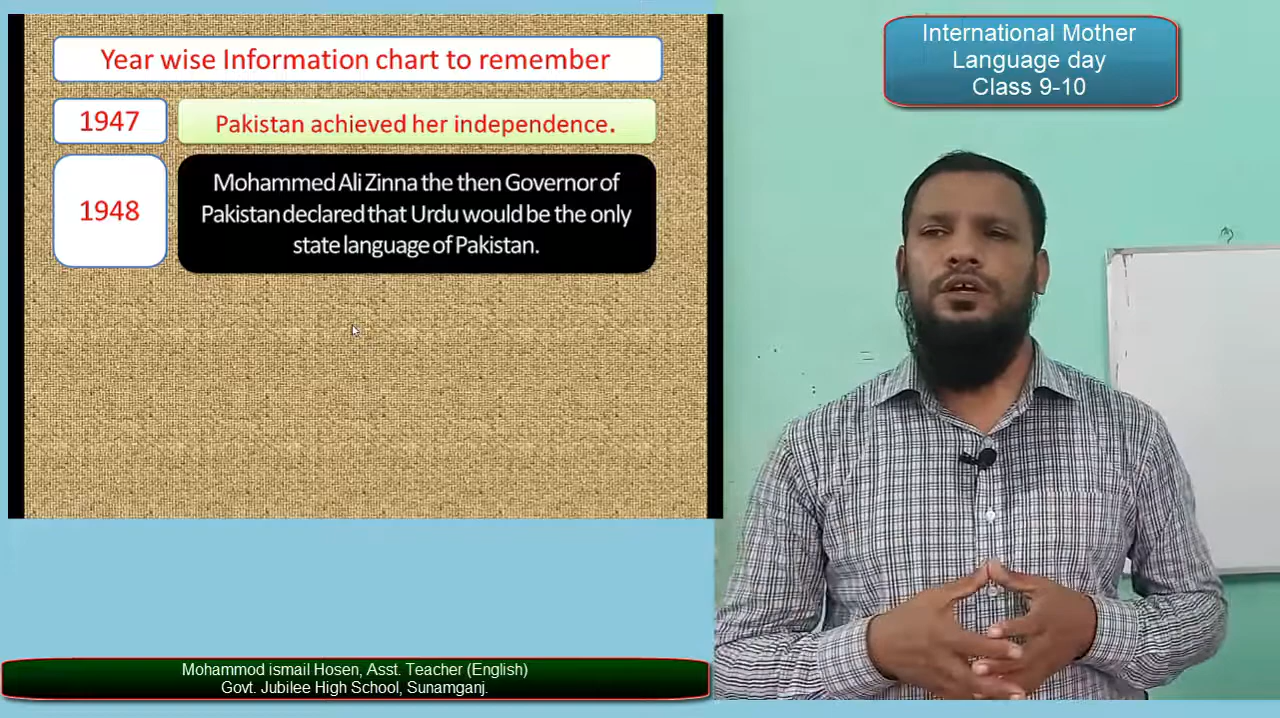 Year wise Information chart to remember
1947
Pakistan achieved her independence.
1948
Mohammed Ali Zinna the then Governor of
Pakistan declared that Urdu would be the only
state language of Pakistan.
International Mother
Language day
Class 9-10
Mohammod ismail Hosen, Asst. Teacher (English)
Govt. Jubilee High School, Sunamganj.